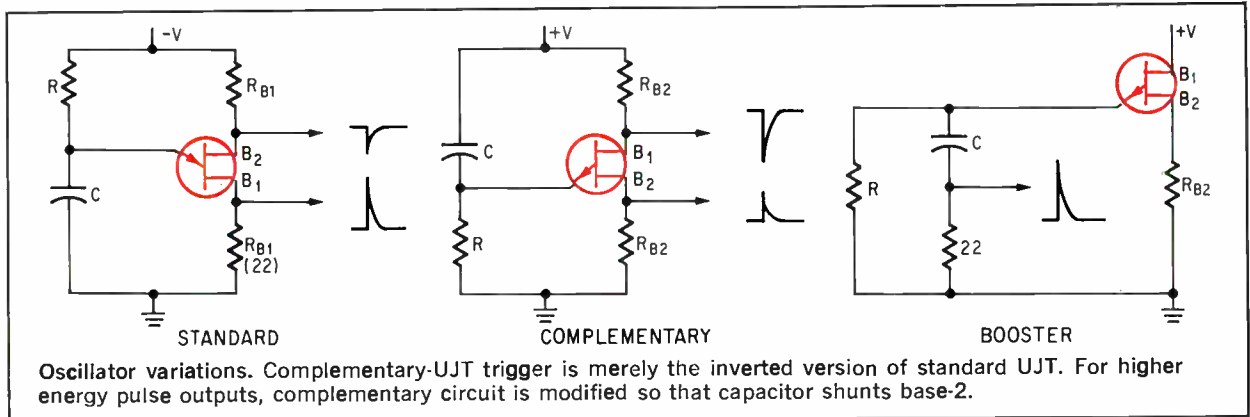 -V
R
RB1
C
B2
B1
RB1
(22)
STANDARD
+V
RB2
C
B1
B2
R
RB2
COMPLEMENTARY
+V
B1
B2
C
R
22
RB2
BOOSTER
Oscillator variations. Complementary-UJT trigger is merely the inverted version of standard UJT. For higher
energy pulse outputs, complementary circuit is modified so that capacitor shunts base-2.